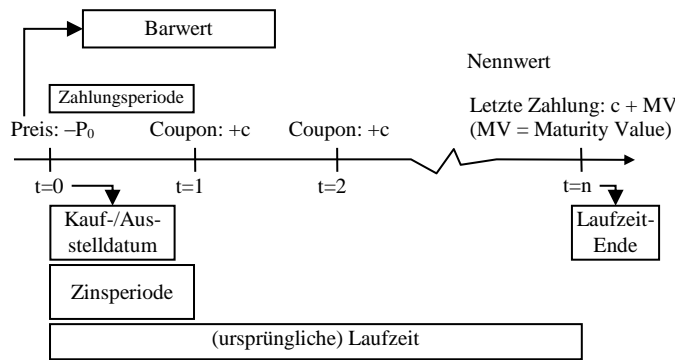 Barwert
Nennwert
Zahlungsperiode
Letzte Zahlung: c + MV
Preis: –P₀
Coupon: +c
Coupon: +c
(MV = Maturity Value)
t=0
t=1
t=2
t=n
Kauf-/Aus-
stelldatum
Laufzeit-
Ende
Zinsperiode
(ursprüngliche) Laufzeit